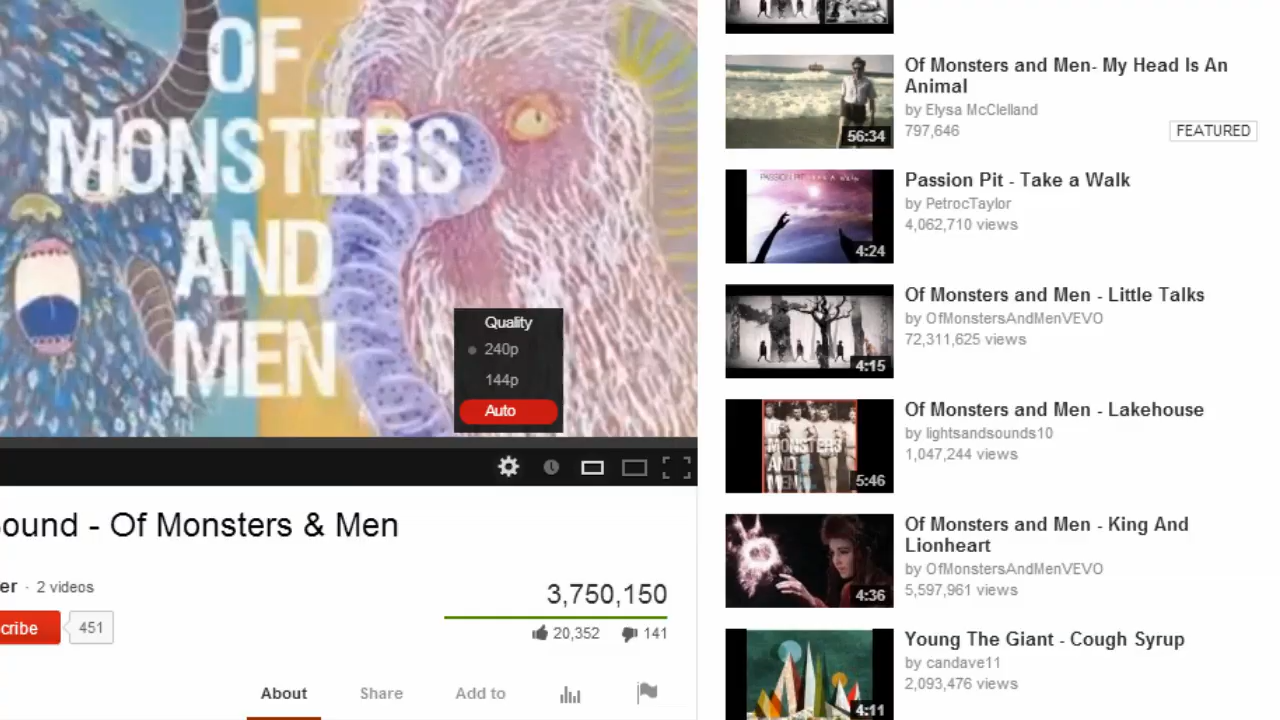 OF
MONSTERS
AND
MEN
Quality
240p
144p
Auto
ound - Of Monsters & Men
er · 2 videos
cribe 451
3,750,150
20,352 141
About Share Add to
Of Monsters and Men- My Head Is An
Animal
by Elysa McClelland
797,646 FEATURED
56:34
Passion Pit - Take a Walk
by PetrocTaylor
4,062,710 views
PASSION PIT TAKE A WALK
4:24
Of Monsters and Men - Little Talks
by OfMonstersAndMenVEVO
72,311,625 views
4:15
Of Monsters and Men - Lakehouse
by lightsandsounds10
1,047,244 views
OF
MONSTERS
AND
MEN
5:46
Of Monsters and Men - King And
Lionheart
by OfMonstersAndMenVEVO
5,597,961 views
4:36
Young The Giant - Cough Syrup
by candave11
2,093,476 views
4:11